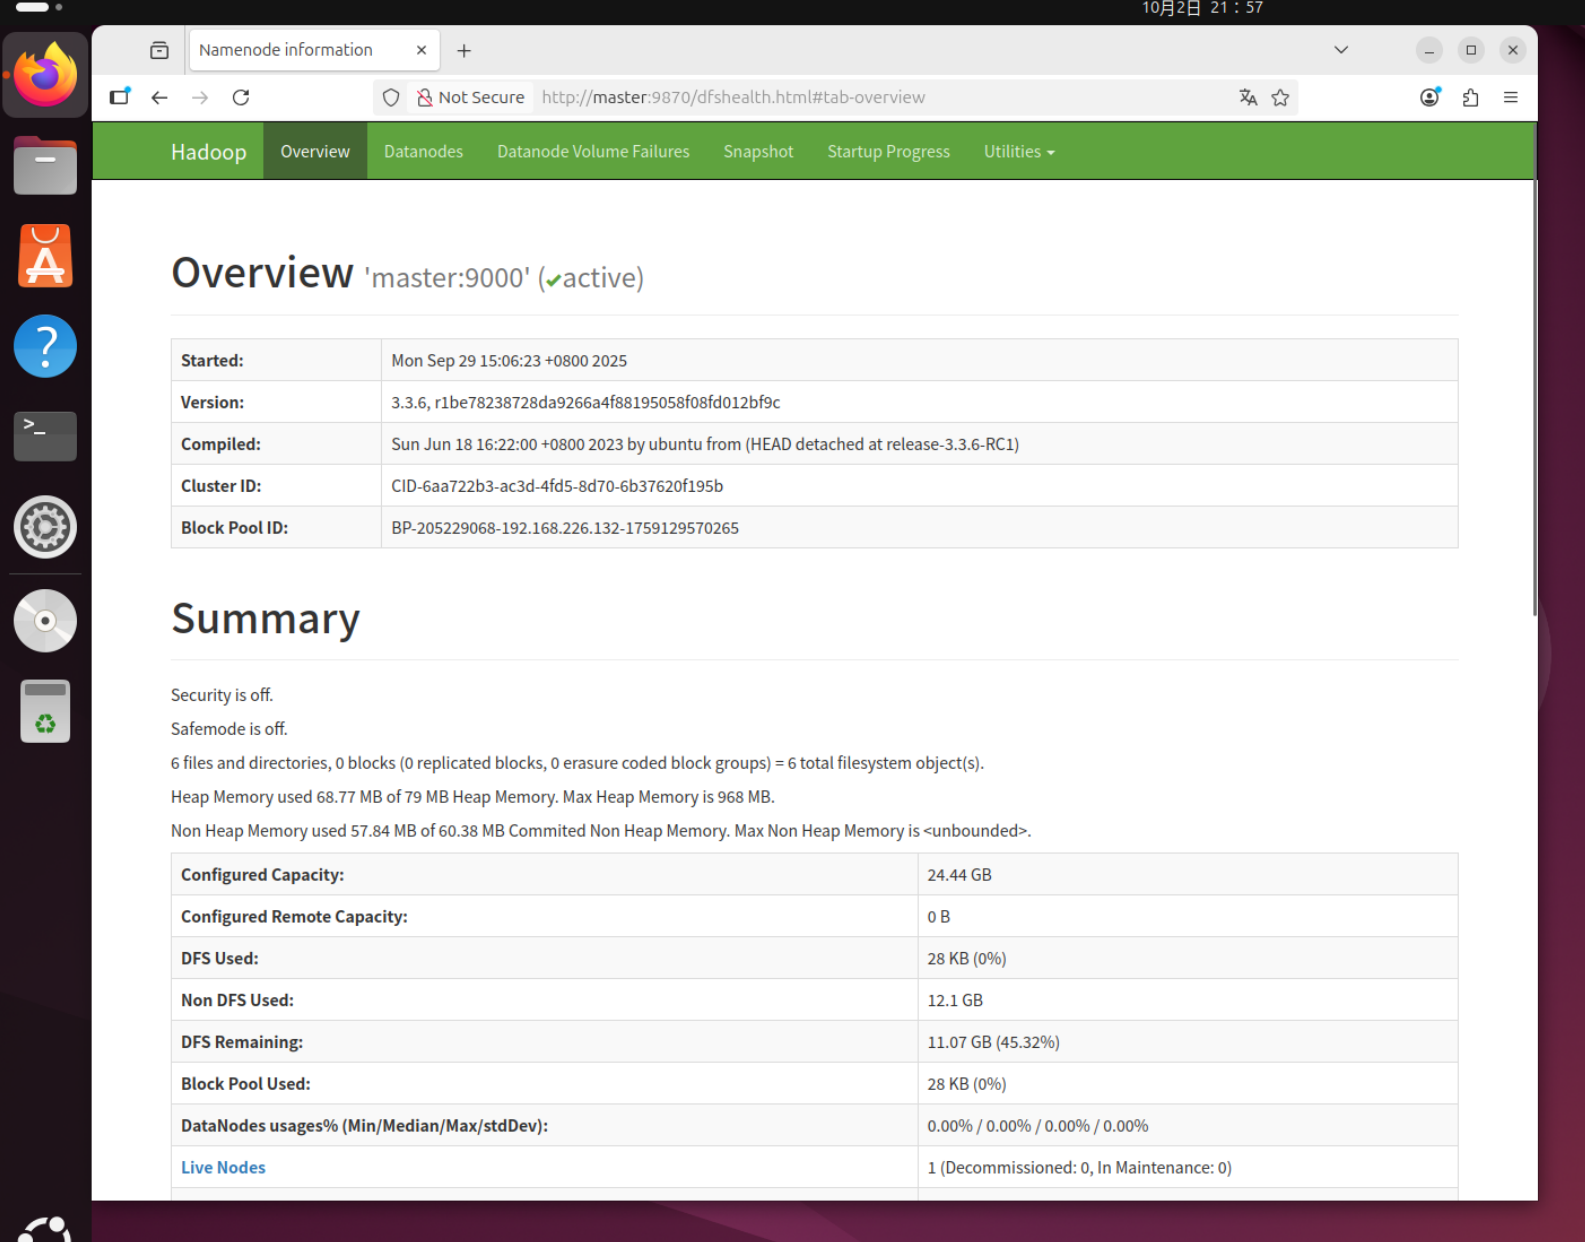 10月2日 21：57
Namenode information
Not Secure http://master:9870/dfshealth.html#tab-overview
Hadoop Overview Datanodes Datanode Volume Failures Snapshot Startup Progress Utilities
Overview 'master:9000' (✔active)
Started: Mon Sep 29 15:06:23 +0800 2025
Version: 3.3.6, r1be78238728da9266a4f88195058f08fd012bf9c
Compiled: Sun Jun 18 16:22:00 +0800 2023 by ubuntu from (HEAD detached at release-3.3.6-RC1)
Cluster ID: CID-6aa722b3-ac3d-4fd5-8d70-6b37620f195b
Block Pool ID: BP-205229068-192.168.226.132-1759129570265
Summary
Security is off.
Safemode is off.
6 files and directories, 0 blocks (0 replicated blocks, 0 erasure coded block groups) = 6 total filesystem object(s).
Heap Memory used 68.77 MB of 79 MB Heap Memory. Max Heap Memory is 968 MB.
Non Heap Memory used 57.84 MB of 60.38 MB Commited Non Heap Memory. Max Non Heap Memory is <unbounded>.
Configured Capacity: 24.44 GB
Configured Remote Capacity: 0 B
DFS Used: 28 KB (0%)
Non DFS Used: 12.1 GB
DFS Remaining: 11.07 GB (45.32%)
Block Pool Used: 28 KB (0%)
DataNodes usages% (Min/Median/Max/stdDev): 0.00% / 0.00% / 0.00% / 0.00%
Live Nodes 1 (Decommissioned: 0, In Maintenance: 0)